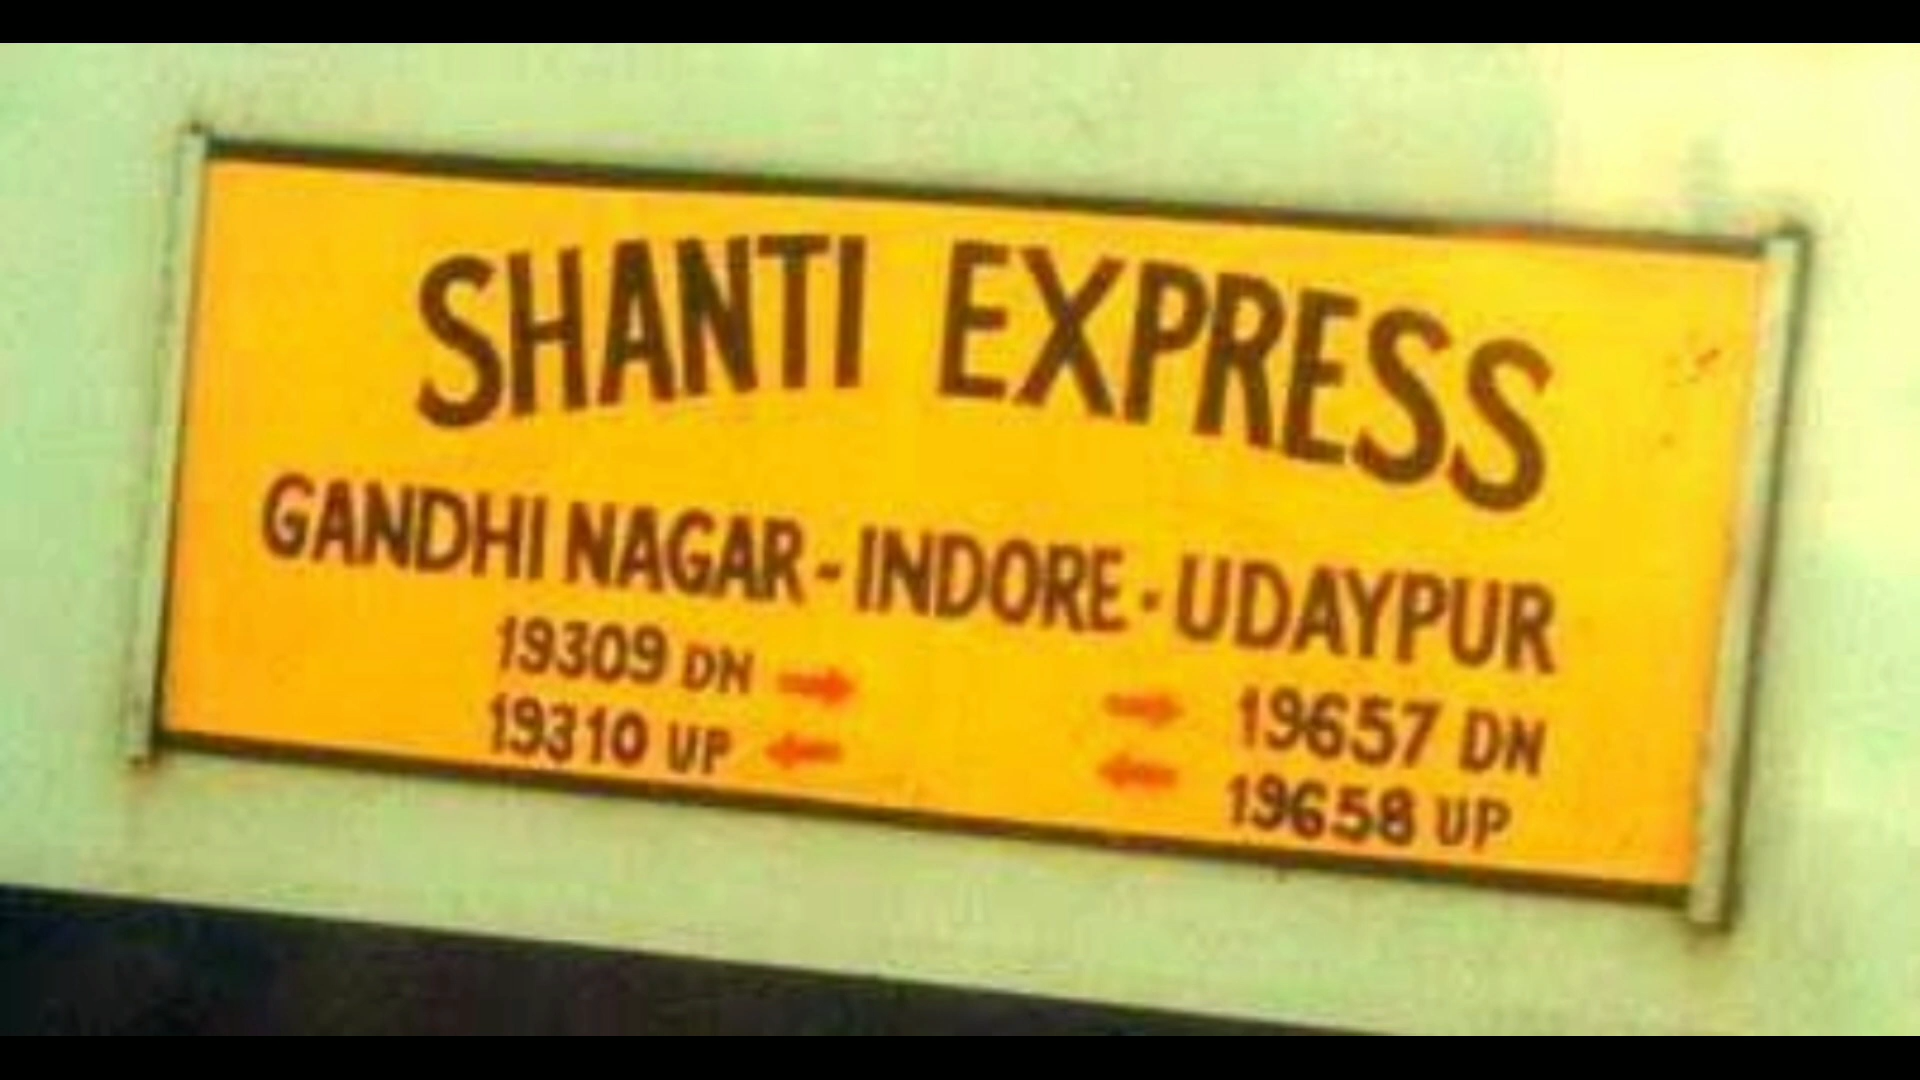 SHANTI EXPRESS
GANDHI NAGAR - INDORE - UDAYPUR
19309 DN → → 19657 DN
19310 UP ← ← 19658 UP